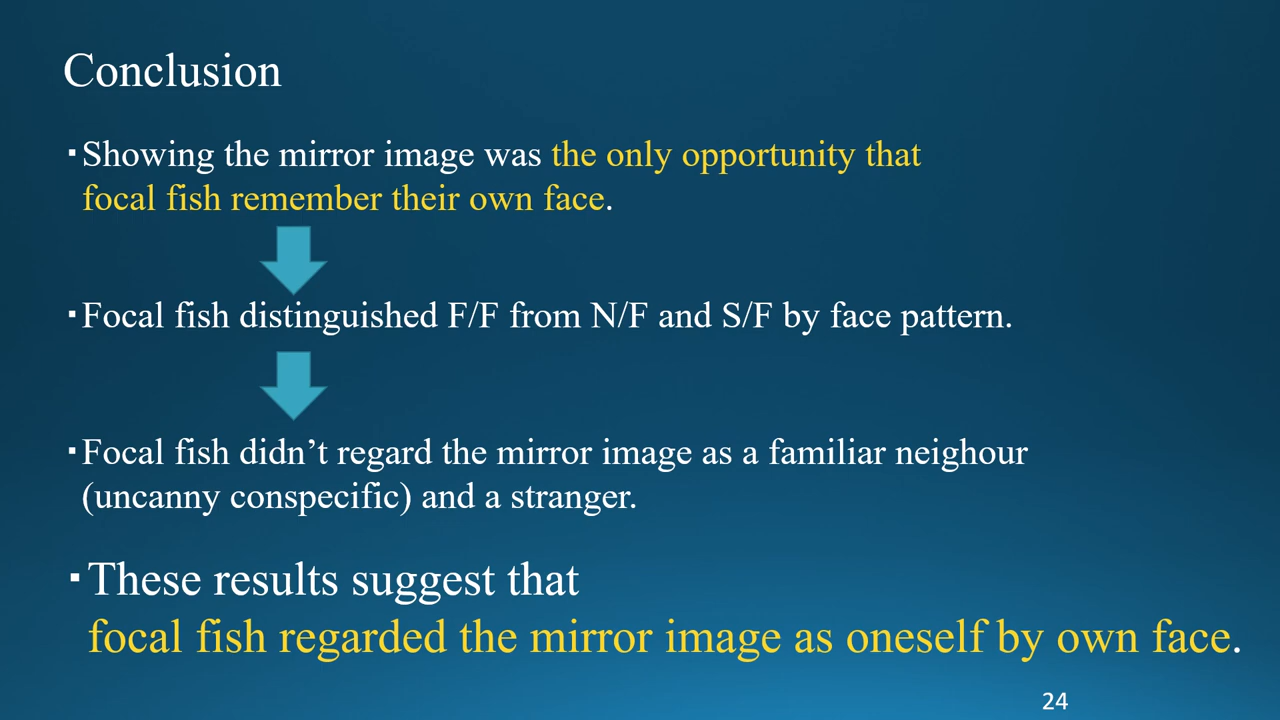 Conclusion
▪Showing the mirror image was the only opportunity that
focal fish remember their own face.
▪Focal fish distinguished F/F from N/F and S/F by face pattern.
▪Focal fish didn’t regard the mirror image as a familiar neighour
(uncanny conspecific) and a stranger.
▪These results suggest that
focal fish regarded the mirror image as oneself by own face.
24